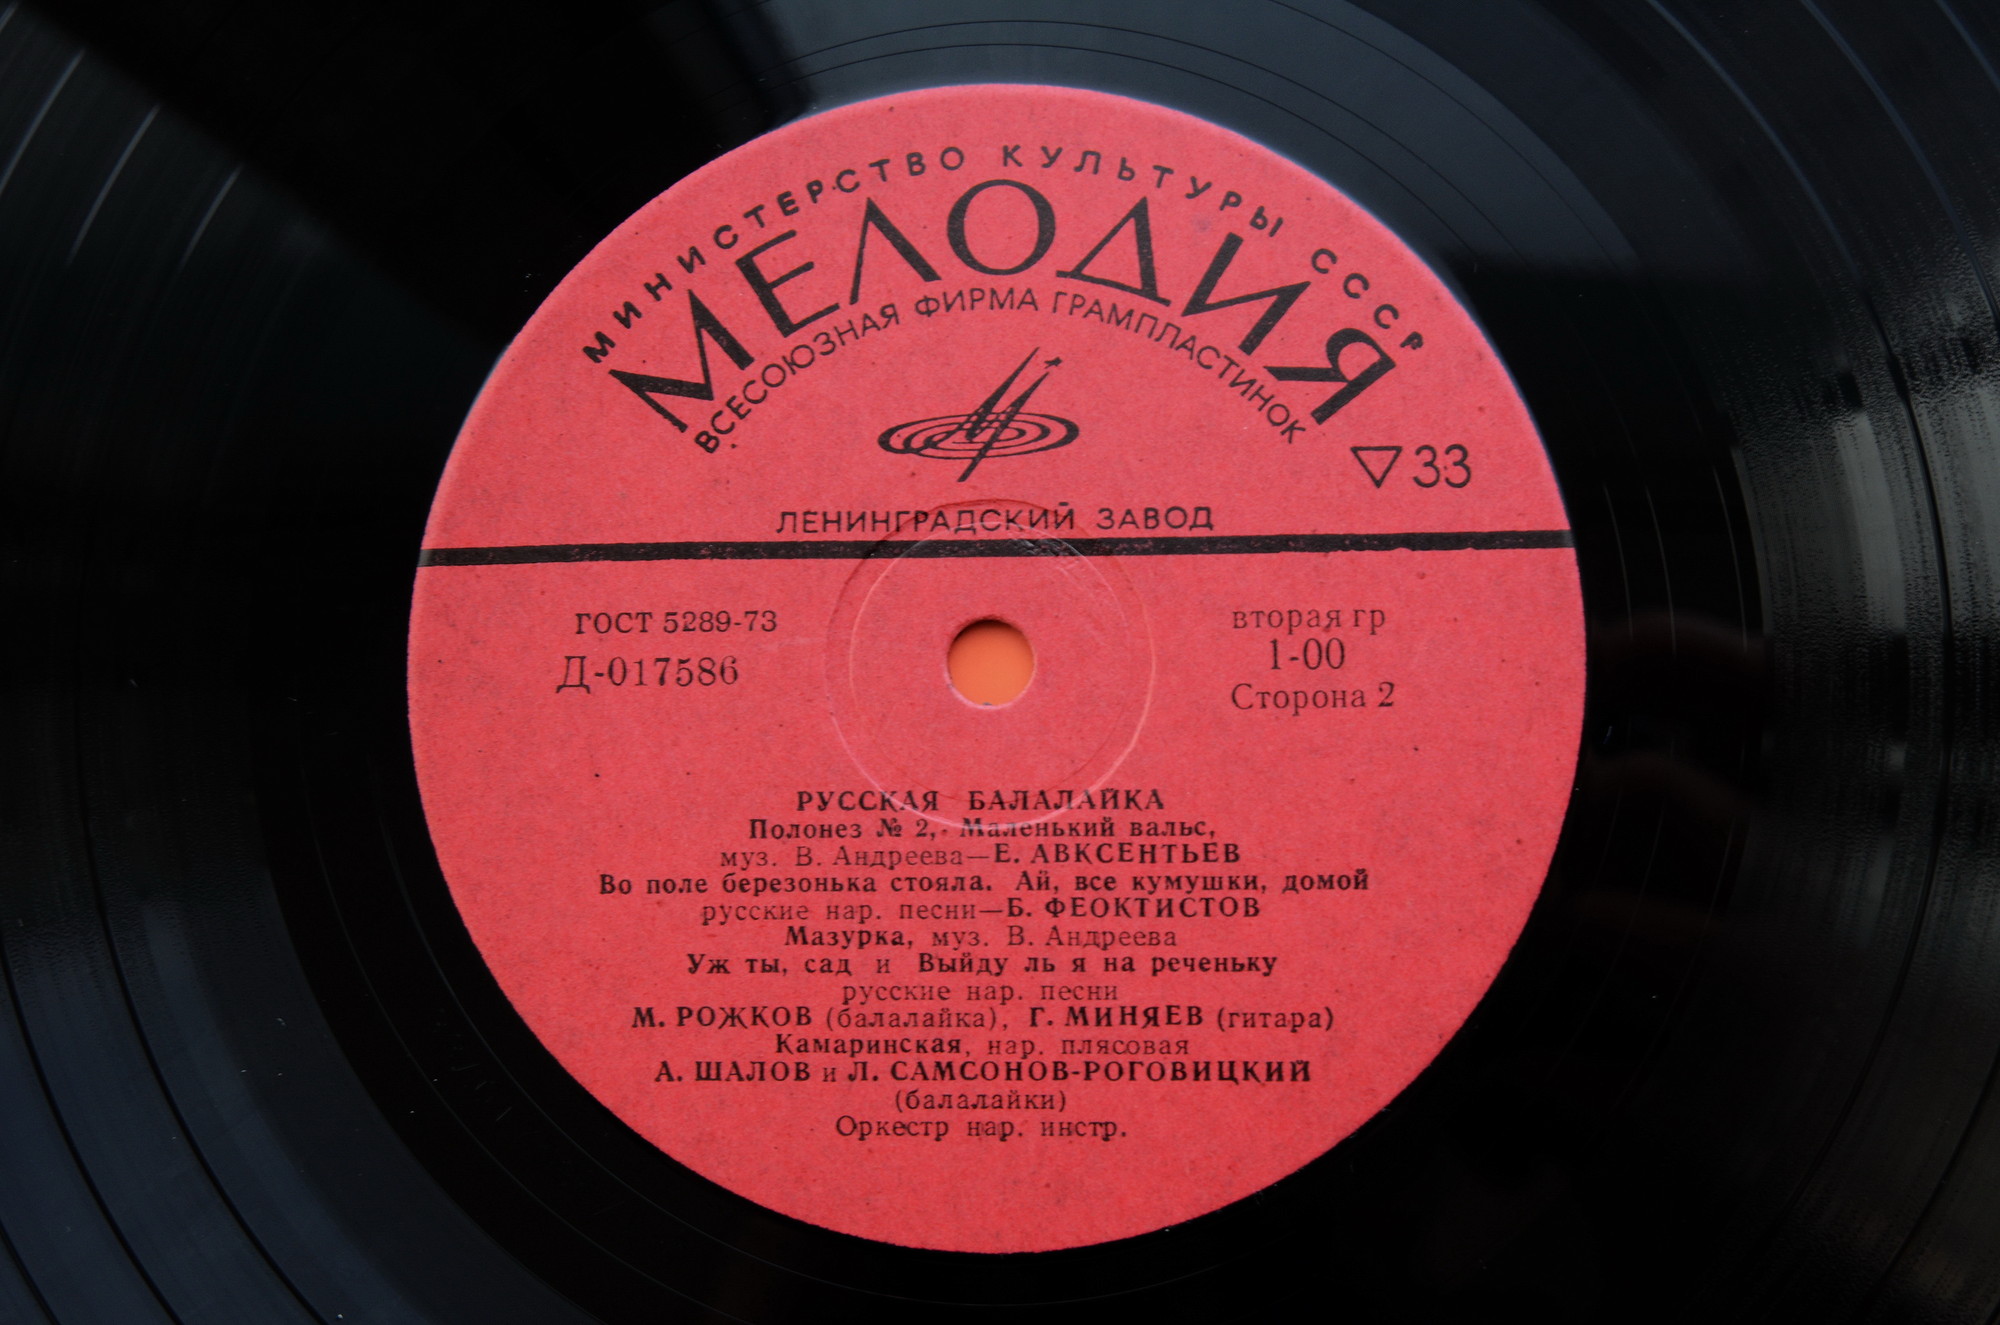 МИНИСТЕРСТВО КУЛЬТУРЫ СССР
МЕЛОДИЯ
ВСЕСОЮЗНАЯ ФИРМА ГРАМПЛАСТИНОК
33
ЛЕНИНГРАДСКИЙ ЗАВОД
ГОСТ 5289-73
Д-017586
вторая гр
1-00
Сторона 2
РУССКАЯ БАЛАЛАЙКА
Полонез № 2, Маленький вальс,
муз. В. Андреева—Е. АВКСЕНТЬЕВ
Во поле березонька стояла. Ай, все кумушки, домой
русские нар. песни—Б. ФЕОКТИСТОВ
Мазурка, муз. В. Андреева
Уж ты, сад и Выйду ль я на реченьку
русские нар. песни
М. РОЖКОВ (балалайка), Г. МИНЯЕВ (гитара)
Камаринская, нар. плясовая
А. ШАЛОВ и Л. САМСОНОВ-РОГОВИЦКИЙ
(балалайки)
Оркестр нар. инстр.